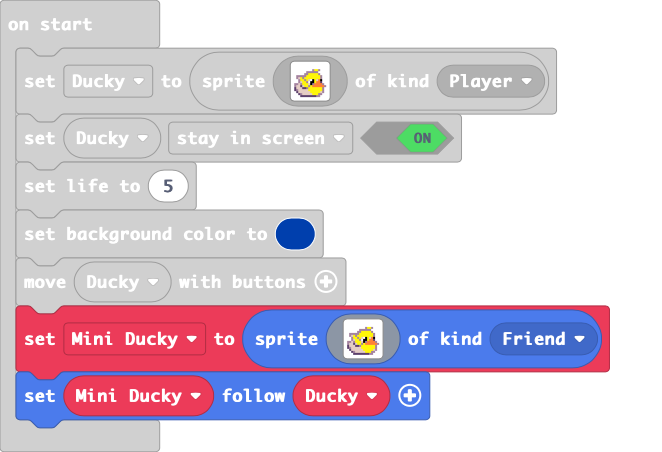 on start
set Ducky to sprite of kind Player
set Ducky stay in screen ON
set life to 5
set background color to
move Ducky with buttons
set Mini Ducky to sprite of kind Friend
set Mini Ducky follow Ducky